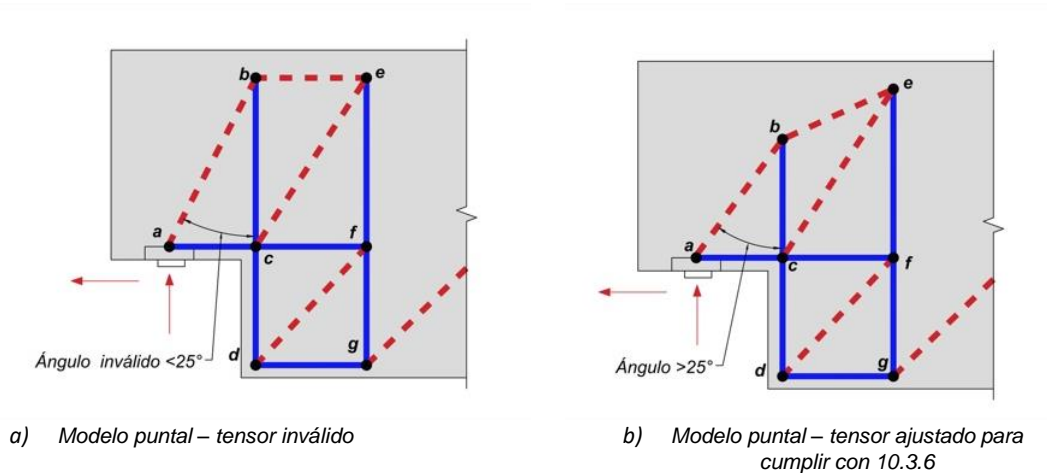 b
e
a
f
c
Ángulo inválido <25°
d
g
a) Modelo puntal – tensor inválido
e
b
a
c
f
Ángulo >25°
d
g
b) Modelo puntal – tensor ajustado para
cumplir con 10.3.6